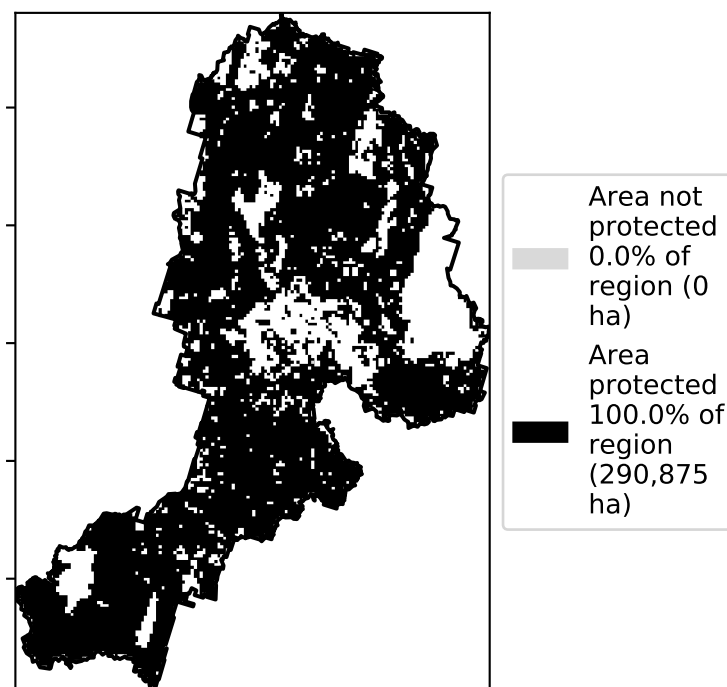 Area not
protected
0.0% of
region (0
ha)
Area
protected
100.0% of
region
(290,875
ha)